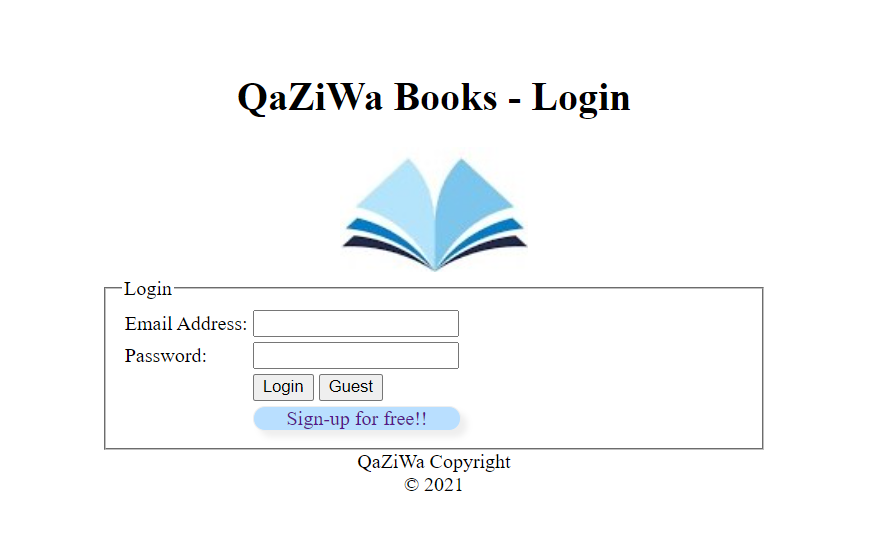 QaZiWa Books - Login
Login
Email Address:
Password:
Login Guest
Sign-up for free!!
QaZiWa Copyright
© 2021